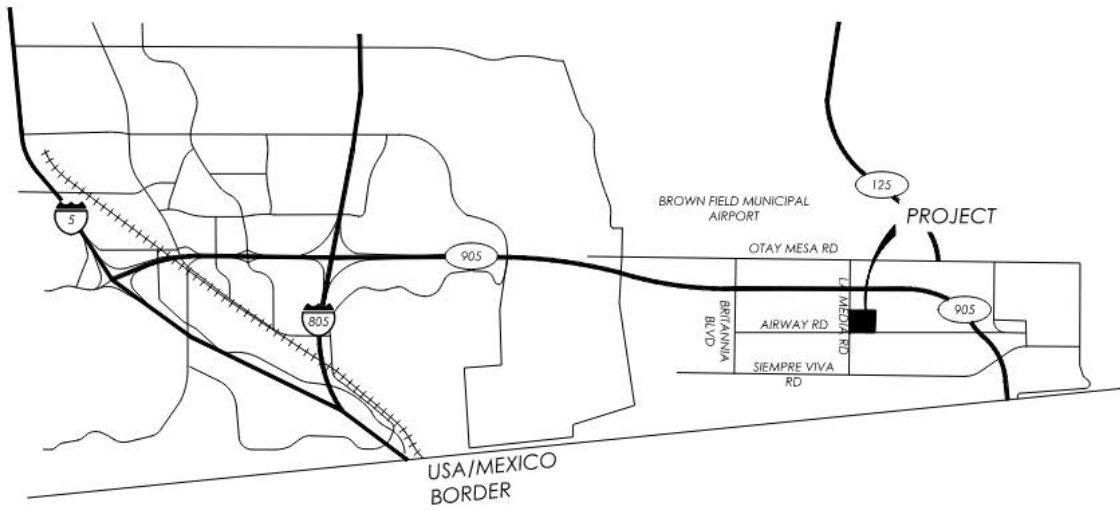 125
BROWN FIELD MUNICIPAL
AIRPORT
PROJECT
5
OTAY MESA RD
905
805
BRITANNIA
BLVD
LA MEDIA RD
905
AIRWAY RD
SIEMPRE VIVA
RD
USA/MEXICO
BORDER